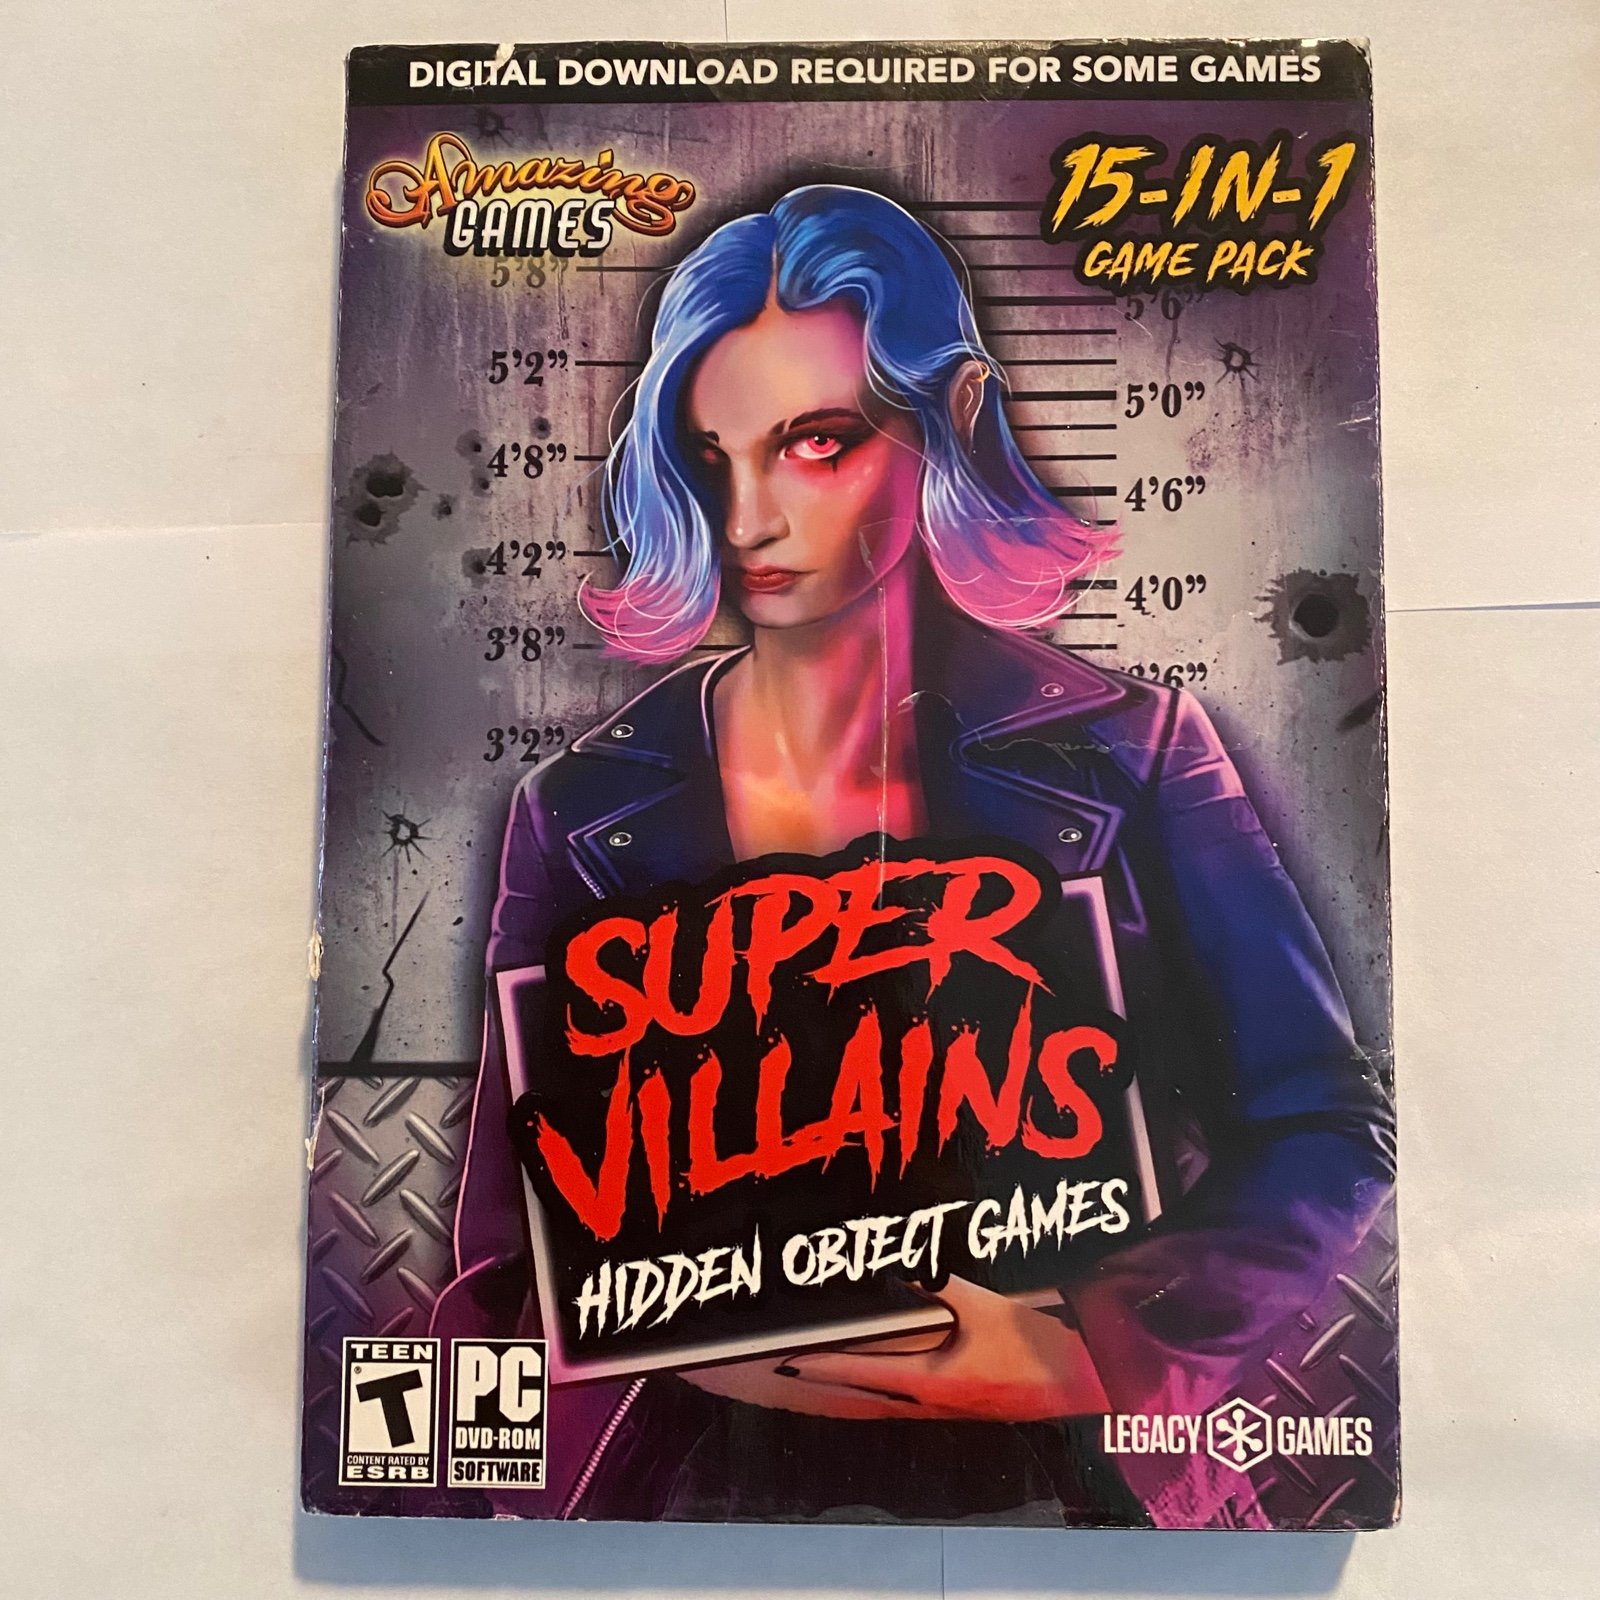 DIGITAL DOWNLOAD REQUIRED FOR SOME GAMES
Amazing
GAMES
15-IN-1
GAME PACK
5'8"
5'2"
4'8"
4'2"
3'8"
3'2"
5'6"
5'0"
4'6"
4'0"
3'6"
SUPER
VILLAINS
HIDDEN OBJECT GAMES
TEEN
T
®
CONTENT RATED BY
ESRB
PC
DVD-ROM
SOFTWARE
LEGACY GAMES